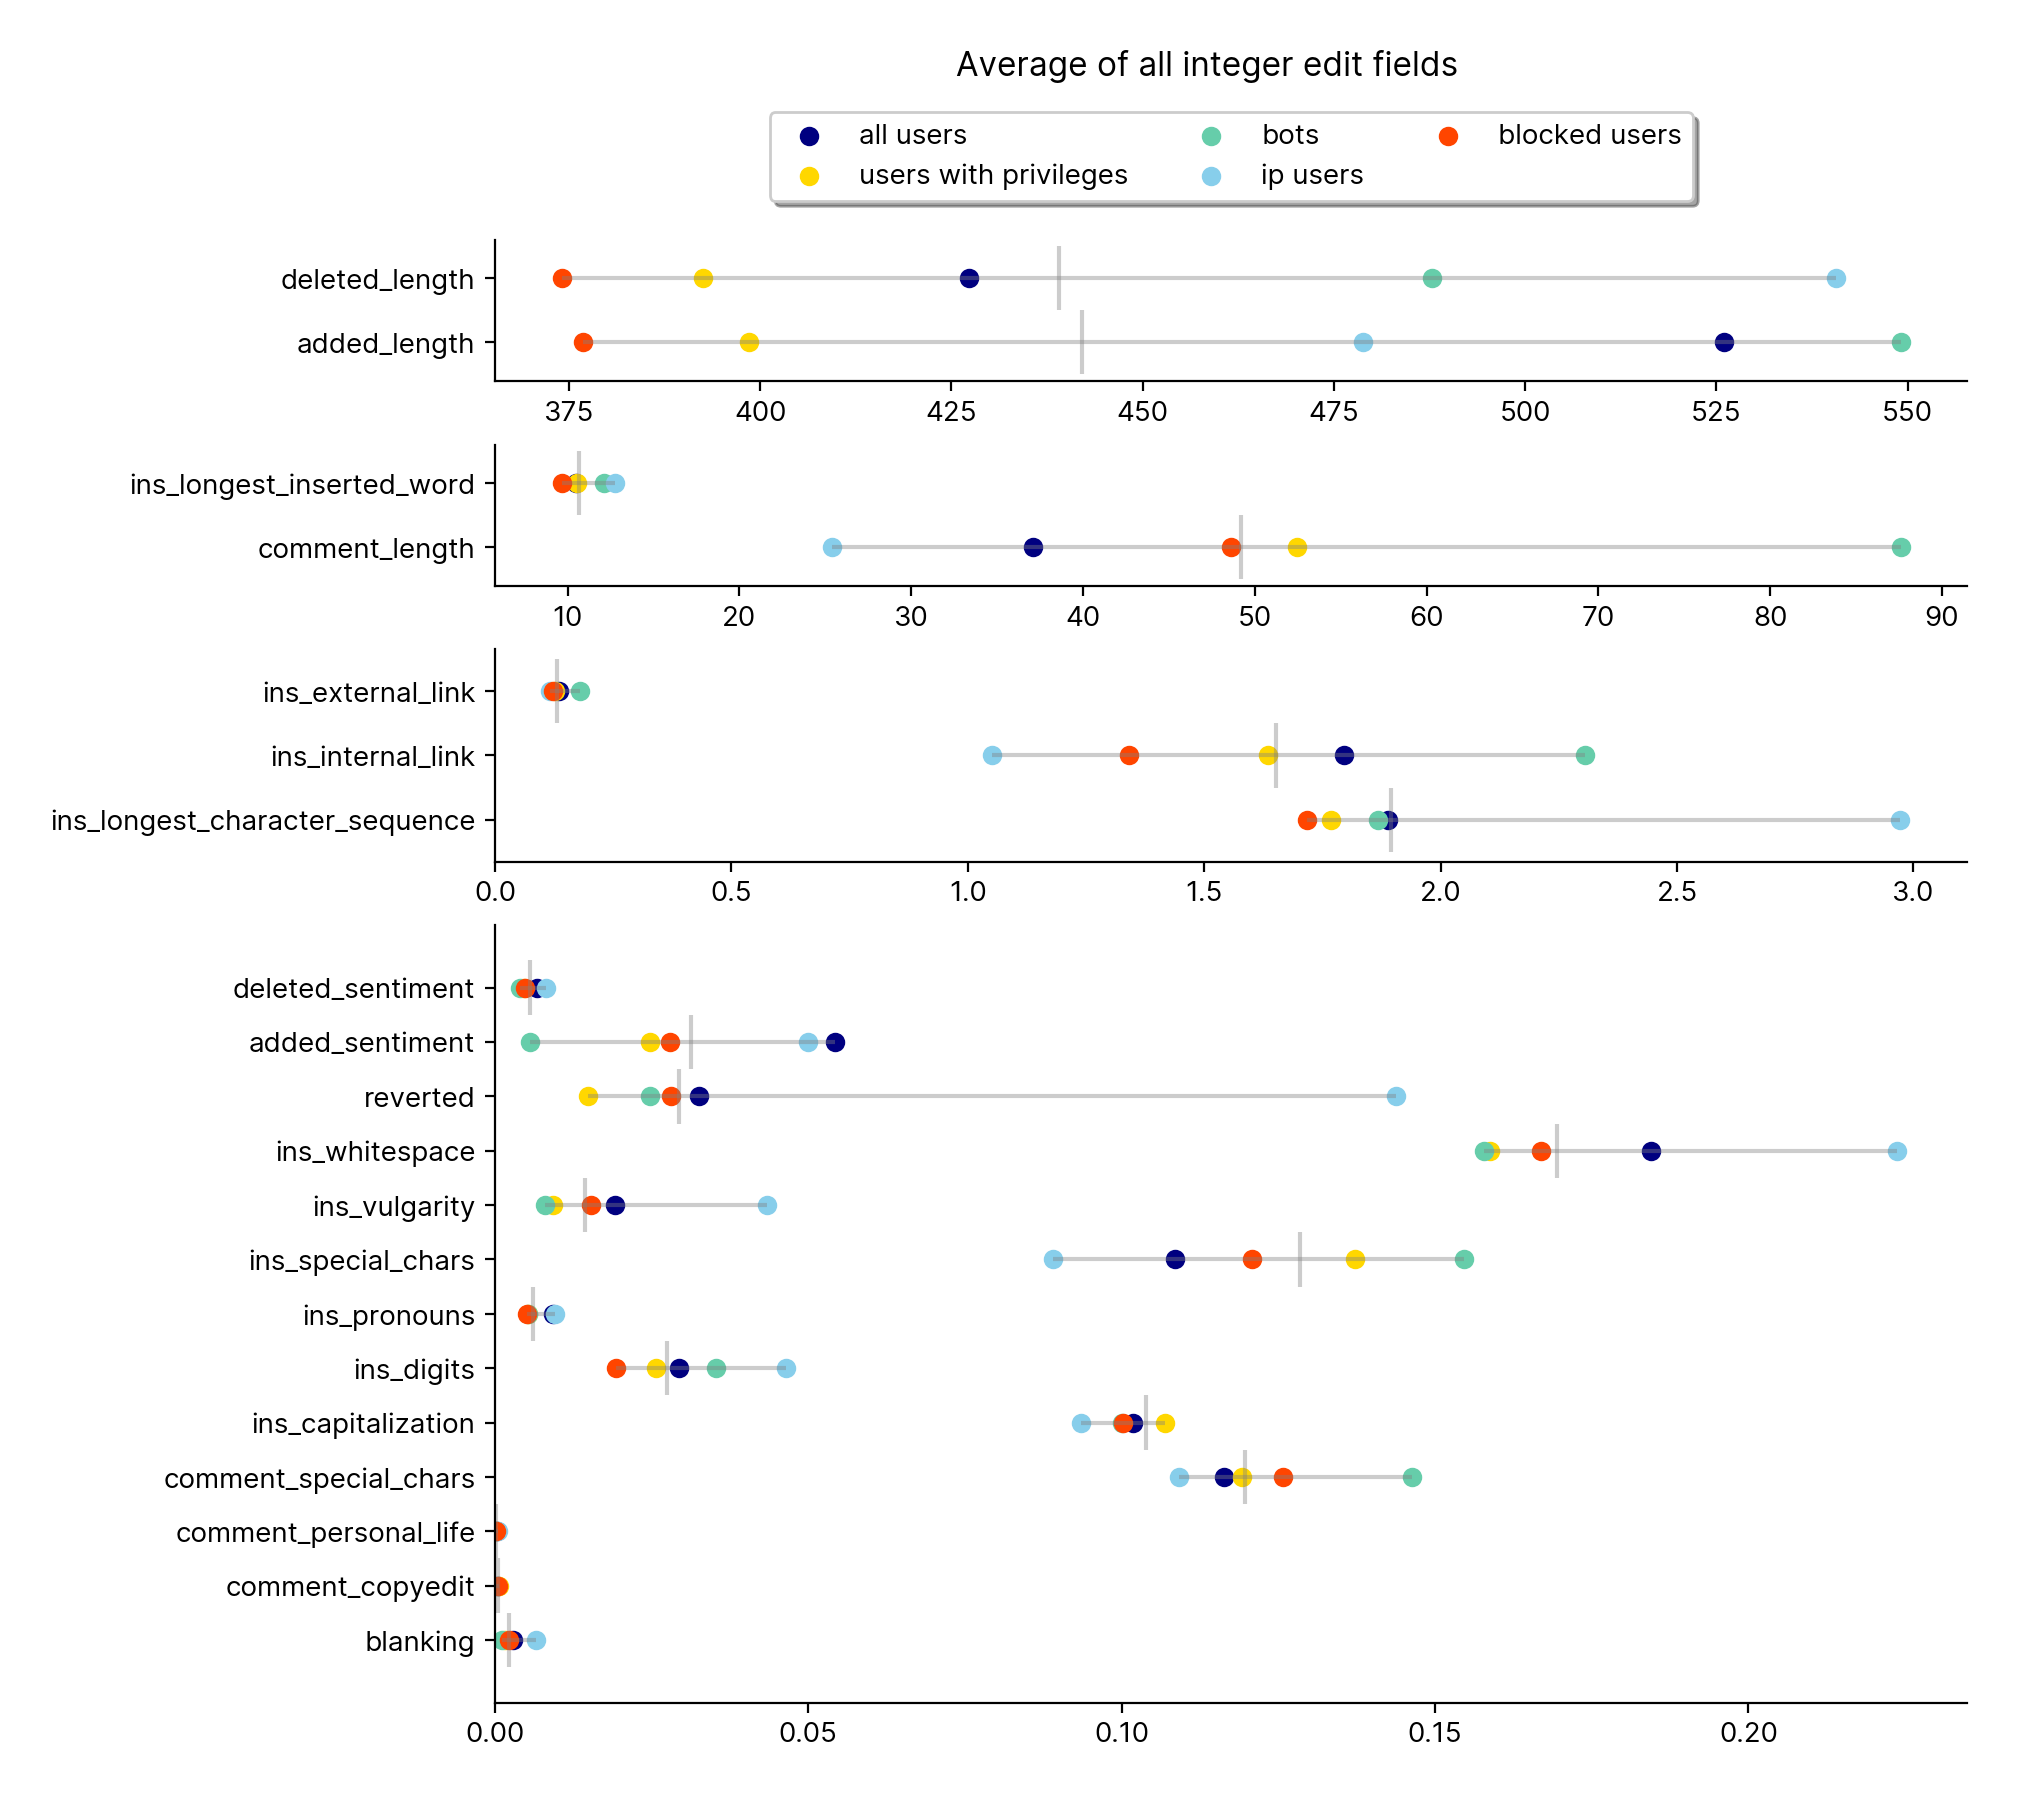 Average of all integer edit fields
all users
bots
blocked users
users with privileges
ip users
deleted_length
added_length
375 400 425 450 475 500 525 550
ins_longest_inserted_word
comment_length
10 20 30 40 50 60 70 80 90
ins_external_link
ins_internal_link
ins_longest_character_sequence
0.0 0.5 1.0 1.5 2.0 2.5 3.0
deleted_sentiment
added_sentiment
reverted
ins_whitespace
ins_vulgarity
ins_special_chars
ins_pronouns
ins_digits
ins_capitalization
comment_special_chars
comment_personal_life
comment_copyedit
blanking
0.00 0.05 0.10 0.15 0.20